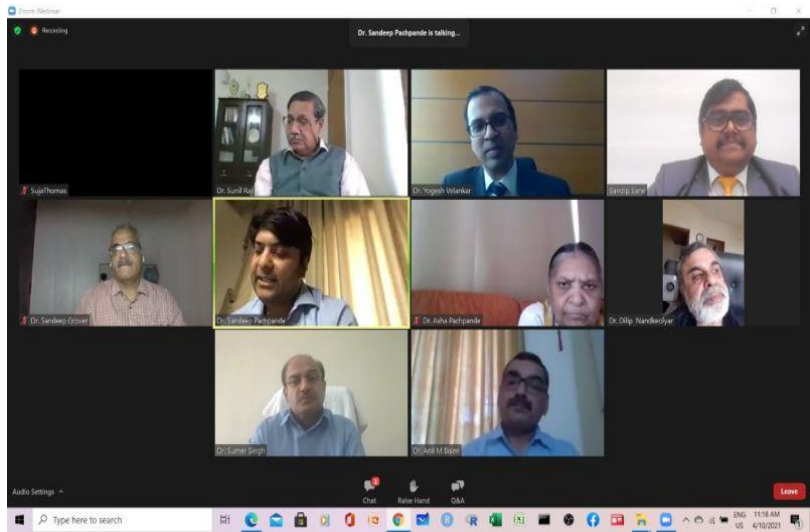 Zoom Webinar
Recording
Dr. Sandeep Pachpande is talking...
SujaThomas
Dr. Sunil Rai
Dr. Yogesh Velankar
Sandip Sane
Dr. Sandeep Grover
Dr. Sandeep Pachpande
Dr. Asha Pachpande
Dr. Dilip Nandkeolyar
Dr. Sumer Singh
Dr. Anil M Bisen
Audio Settings
Chat
Raise Hand
Q&A
Leave
Type here to search
ENG 11:18 AM
US 4/10/2021